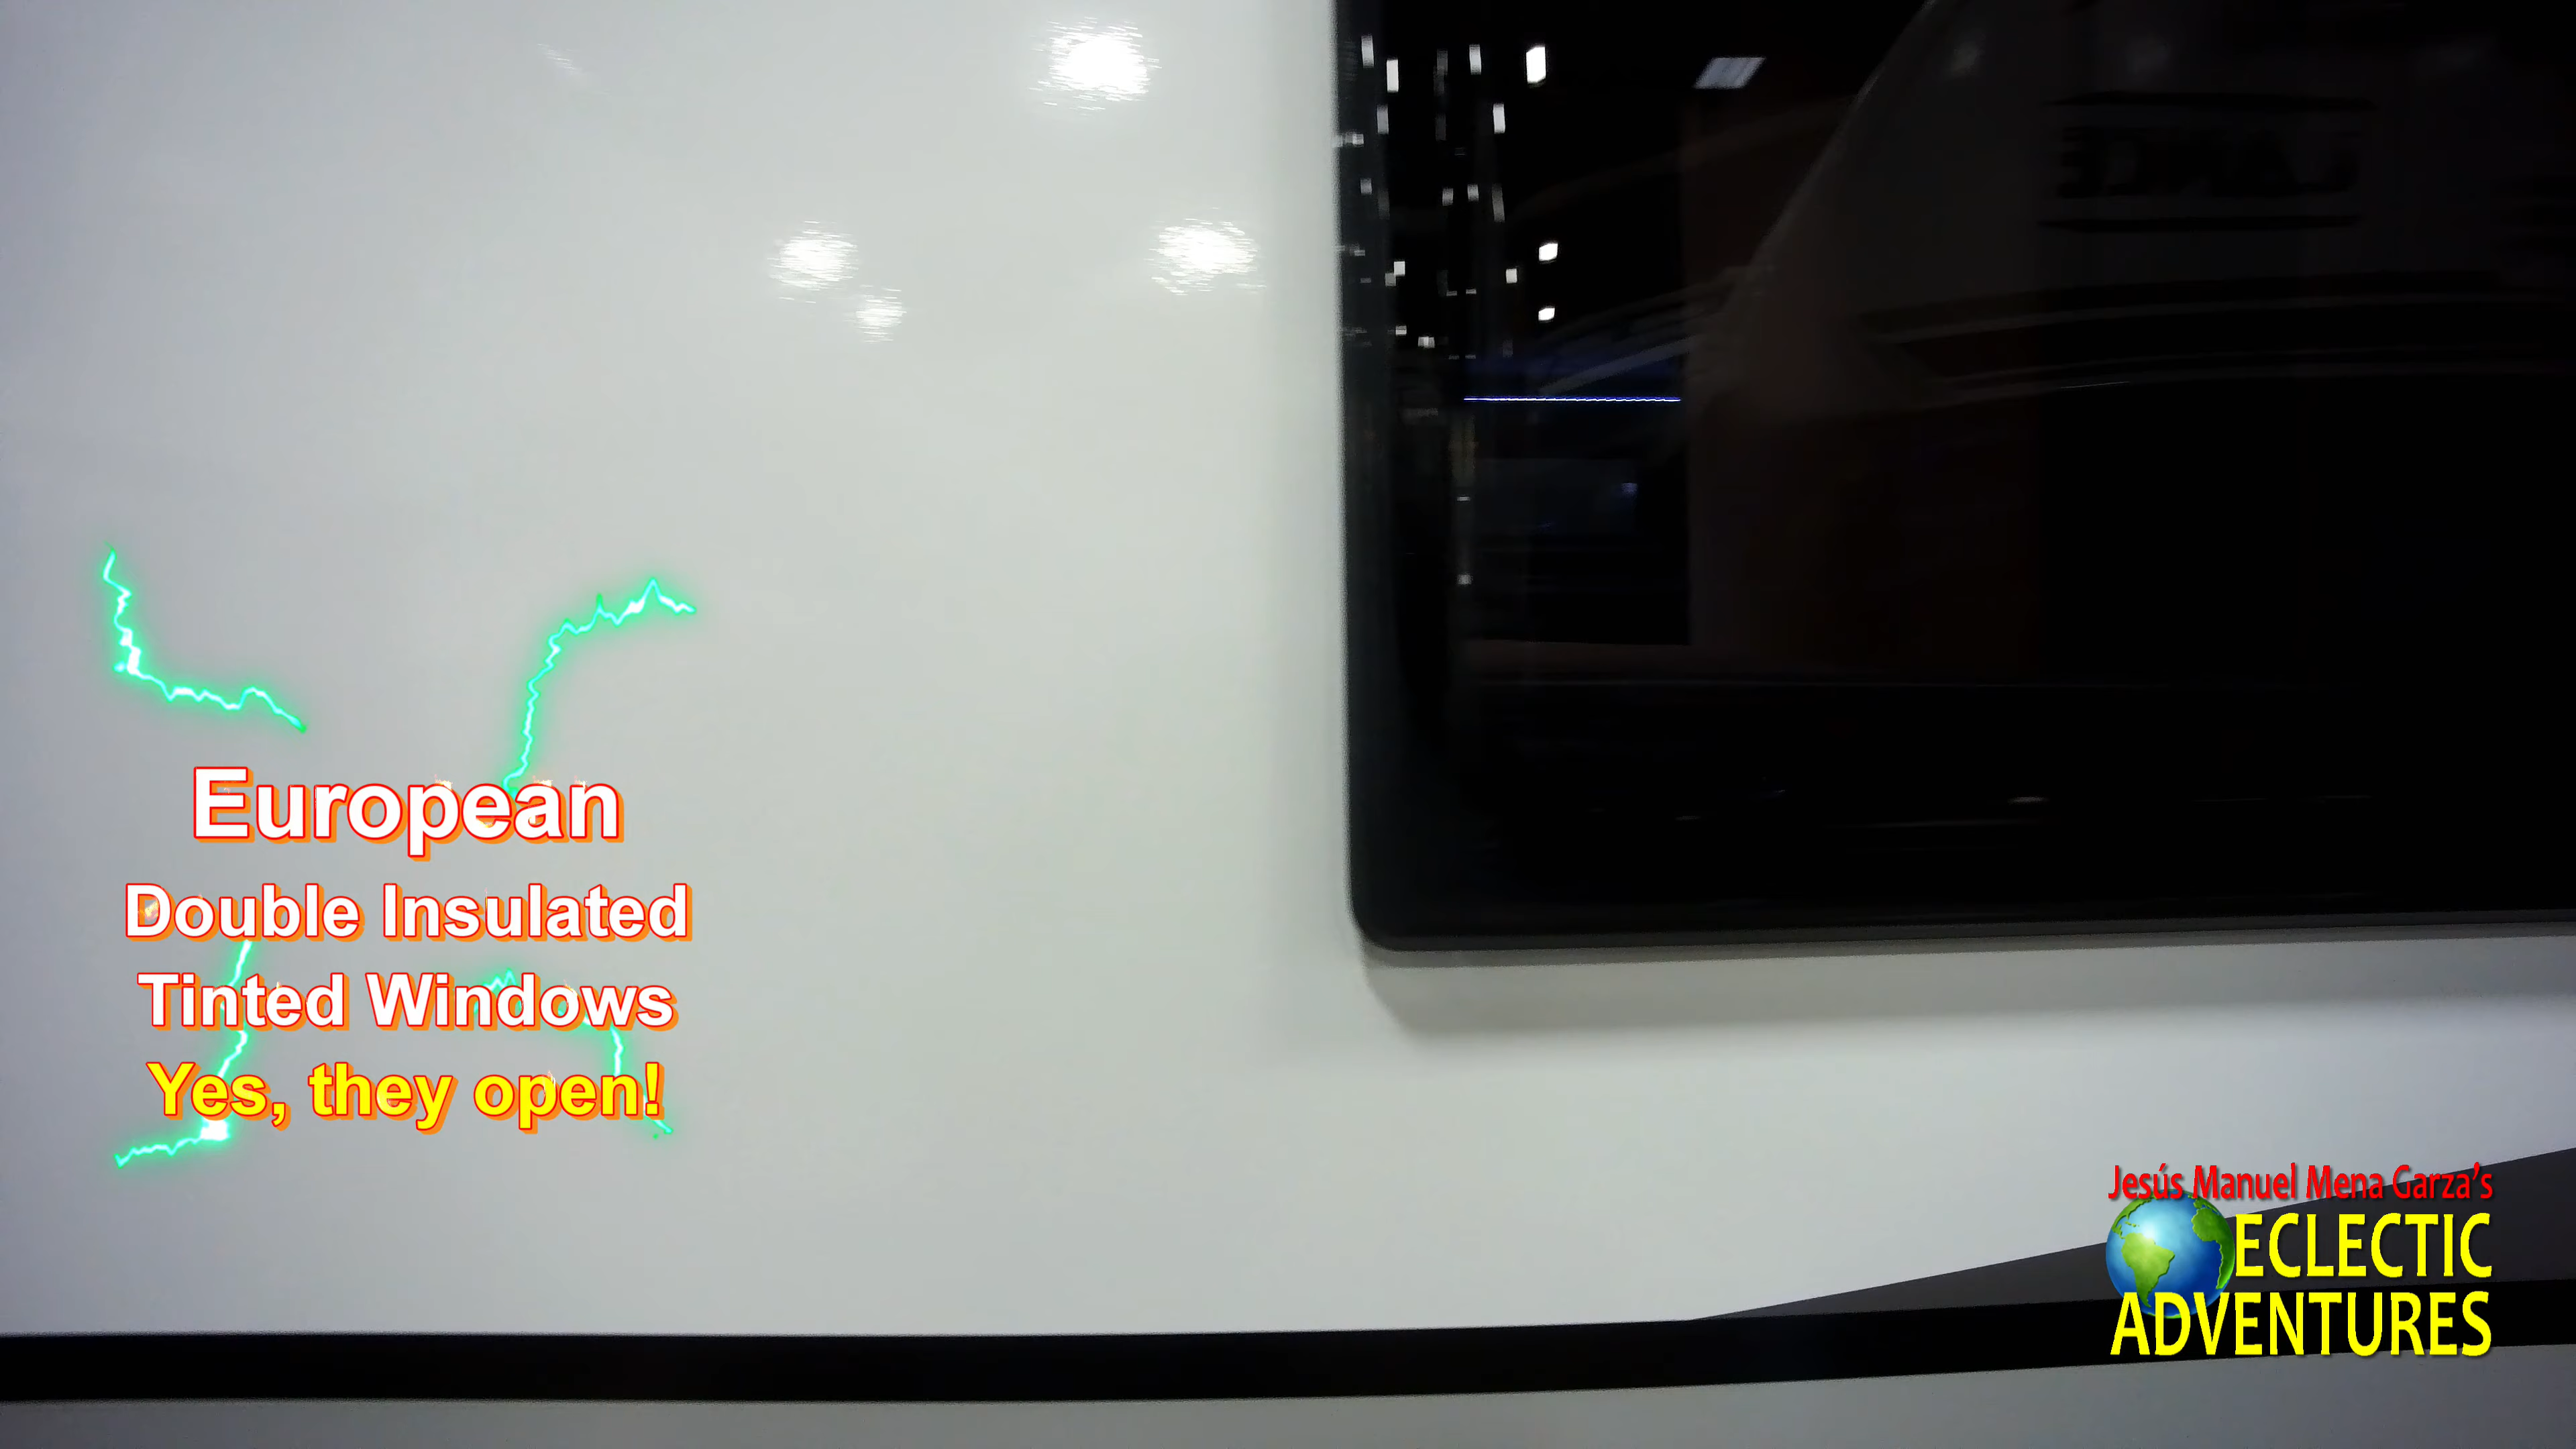 European
Double Insulated
Tinted Windows
Yes, they open!
Jesús Manuel Mena Garza's
ECLECTIC
ADVENTURES